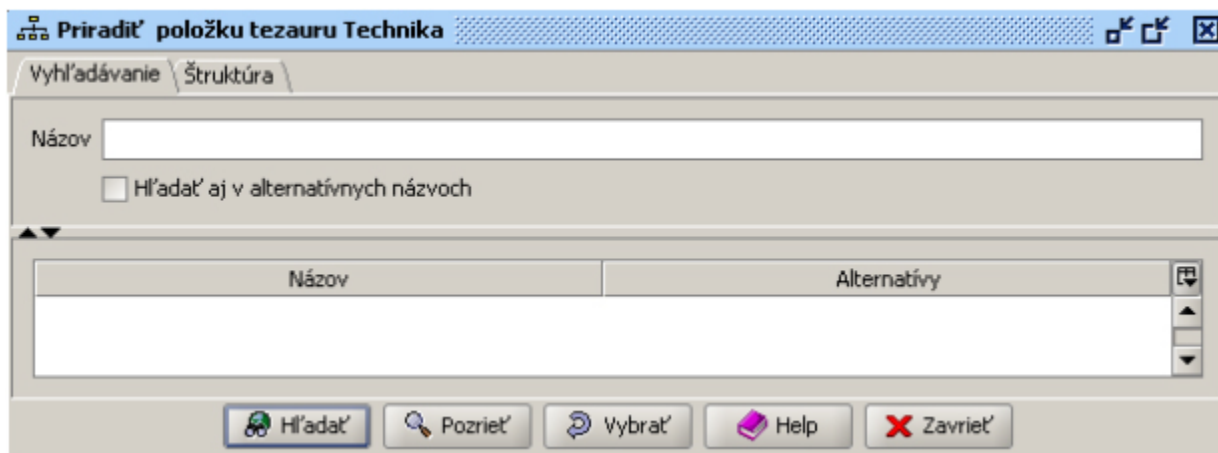 Priradiť položku tezauru Technika
Vyhľadávanie Štruktúra
Názov
Hľadať aj v alternatívnych názvoch
Názov Alternatívy
Hľadať Pozrieť Vybrať Help Zavrieť